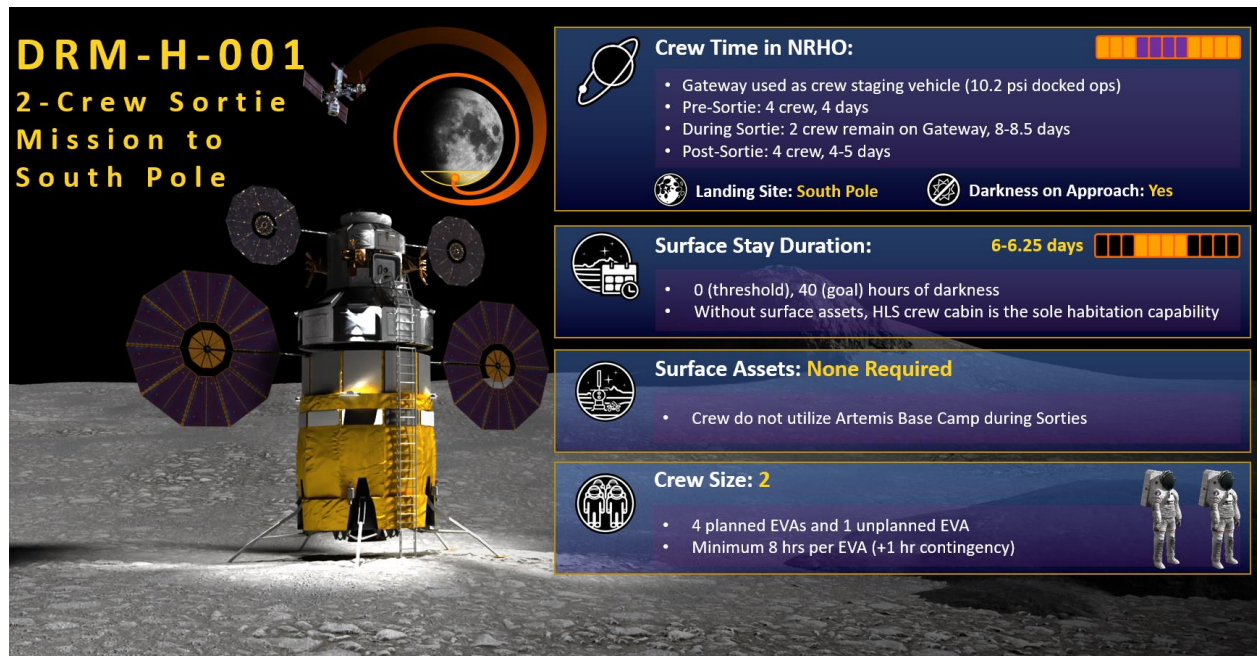 DRM-H-001
2-Crew Sortie
Mission to
South Pole
Crew Time in NRHO:
• Gateway used as crew staging vehicle (10.2 psi docked ops)
• Pre-Sortie: 4 crew, 4 days
• During Sortie: 2 crew remain on Gateway, 8-8.5 days
• Post-Sortie: 4 crew, 4-5 days
Landing Site: South Pole
Darkness on Approach: Yes
Surface Stay Duration: 6-6.25 days
• 0 (threshold), 40 (goal) hours of darkness
• Without surface assets, HLS crew cabin is the sole habitation capability
Surface Assets: None Required
• Crew do not utilize Artemis Base Camp during Sorties
Crew Size: 2
• 4 planned EVAs and 1 unplanned EVA
• Minimum 8 hrs per EVA (+1 hr contingency)